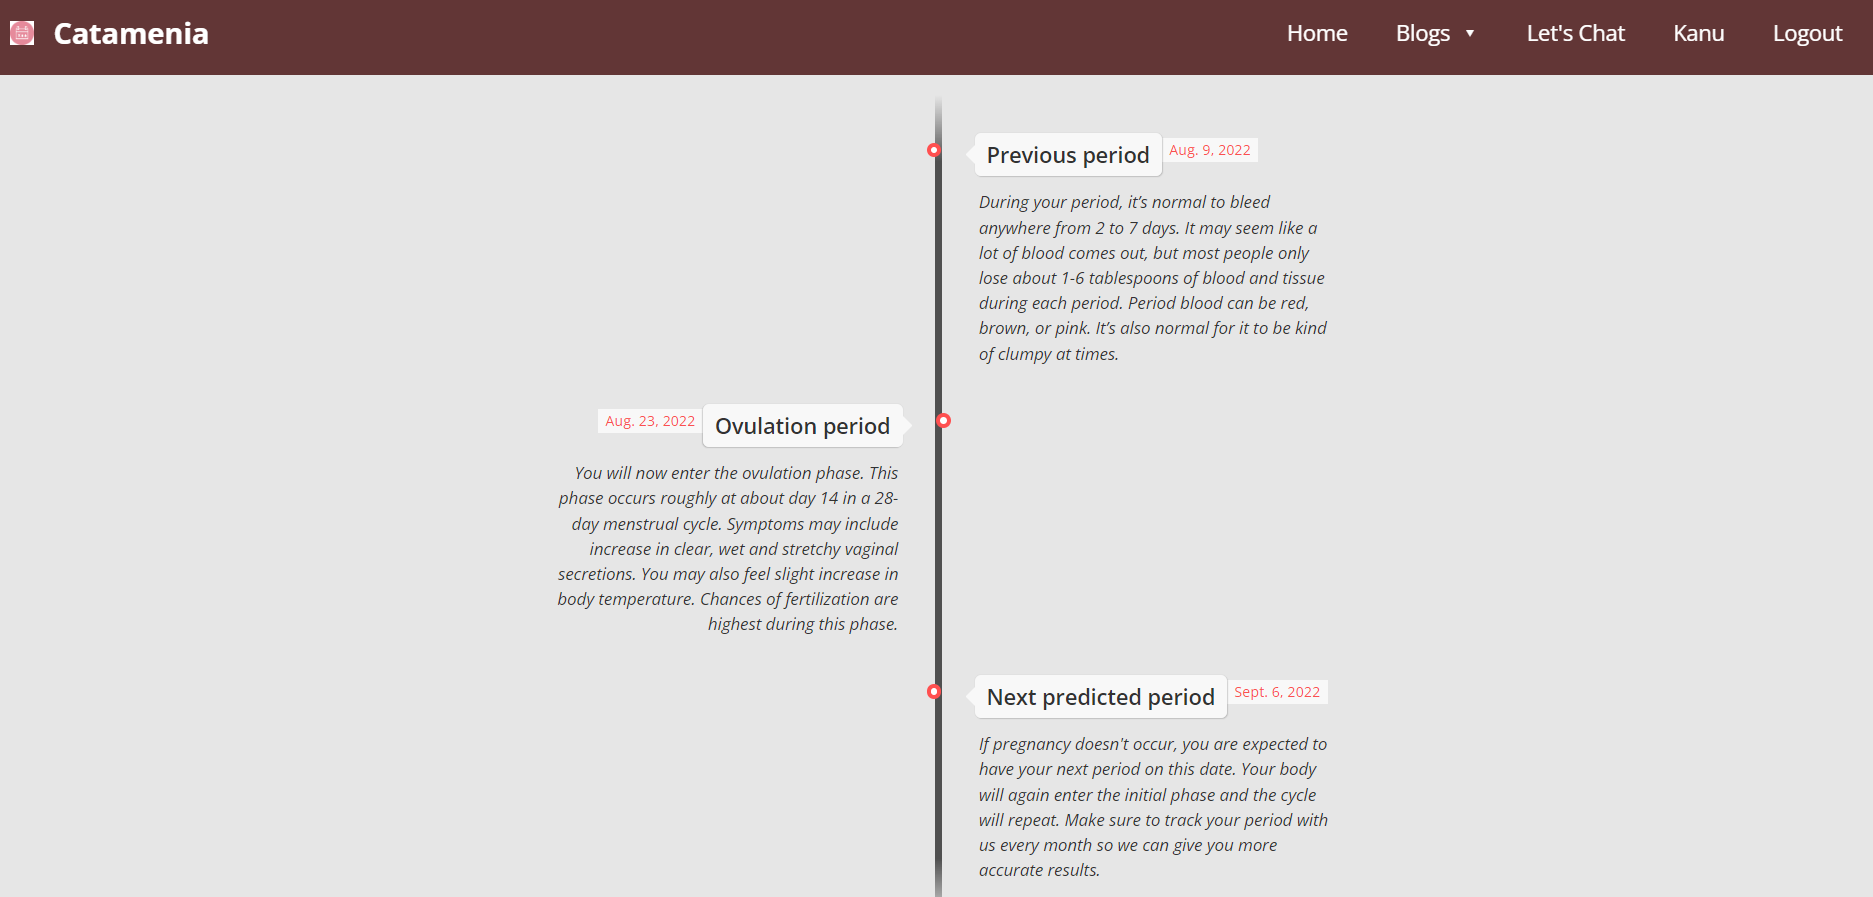 Catamenia
Home Blogs ▼ Let's Chat Kanu Logout
Previous period
Aug. 9, 2022
During your period, it’s normal to bleed
anywhere from 2 to 7 days. It may seem like a
lot of blood comes out, but most people only
lose about 1-6 tablespoons of blood and tissue
during each period. Period blood can be red,
brown, or pink. It’s also normal for it to be kind
of clumpy at times.
Aug. 23, 2022
Ovulation period
You will now enter the ovulation phase. This
phase occurs roughly at about day 14 in a 28-
day menstrual cycle. Symptoms may include
increase in clear, wet and stretchy vaginal
secretions. You may also feel slight increase in
body temperature. Chances of fertilization are
highest during this phase.
Next predicted period
Sept. 6, 2022
If pregnancy doesn't occur, you are expected to
have your next period on this date. Your body
will again enter the initial phase and the cycle
will repeat. Make sure to track your period with
us every month so we can give you more
accurate results.